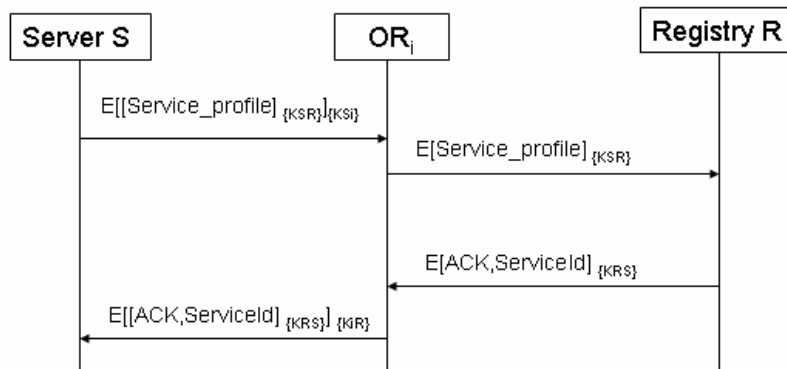 Server S
ORi
Registry R
E[[Service_profile] {KSR}]{KSi}
E[Service_profile] {KSR}
E[ACK,ServiceId] {KRS}
E[[ACK,ServiceId] {KRS}] {KiR}